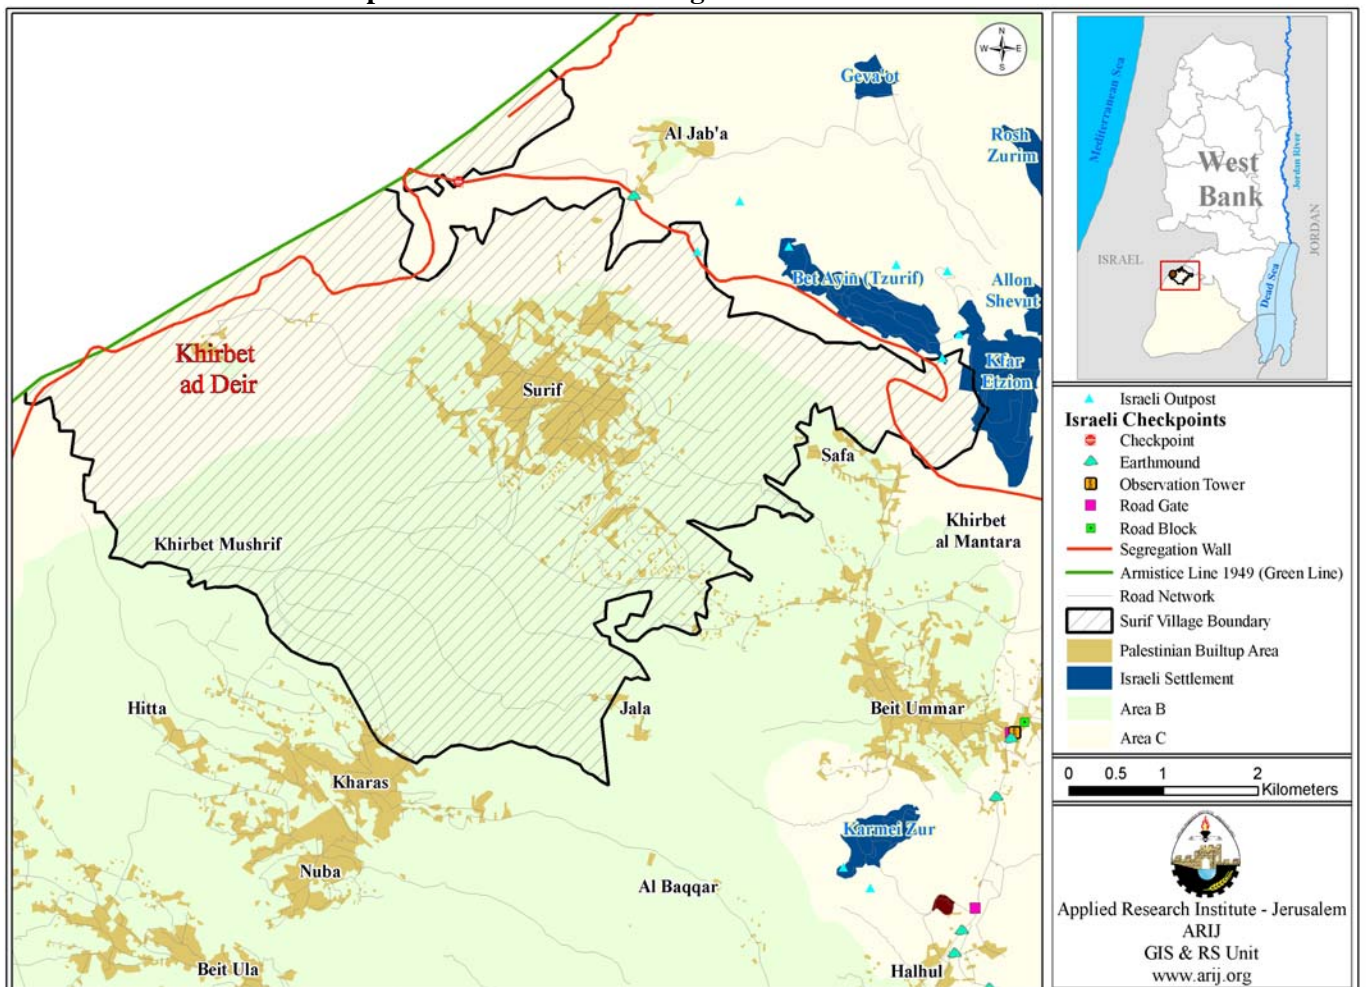 N
W E
S
Geva'ot
Al Jab'a
Rosh
Zurim
Bet Ayin (Tzurif)
Allon
Shevut
Khirbet
ad Deir
Kfar
Etzion
Surif
Safa
Khirbet
al Mantara
Khirbet Mushrif
Hitta
Jala
Beit Ummar
Kharas
Karmei Zur
Nuba
Al Baqqar
Beit Ula
Halhul
Mediterranean Sea
West
Bank
Jordan River
JORDAN
ISRAEL
Dead Sea
Israeli Outpost
Israeli Checkpoints
Checkpoint
Earthmound
Observation Tower
Road Gate
Road Block
Segregation Wall
Armistice Line 1949 (Green Line)
Road Network
Surif Village Boundary
Palestinian Builtup Area
Israeli Settlement
Area B
Area C
0 0.5 1 2
Kilometers
Applied Research Institute - Jerusalem
ARIJ
GIS & RS Unit
www.arij.org